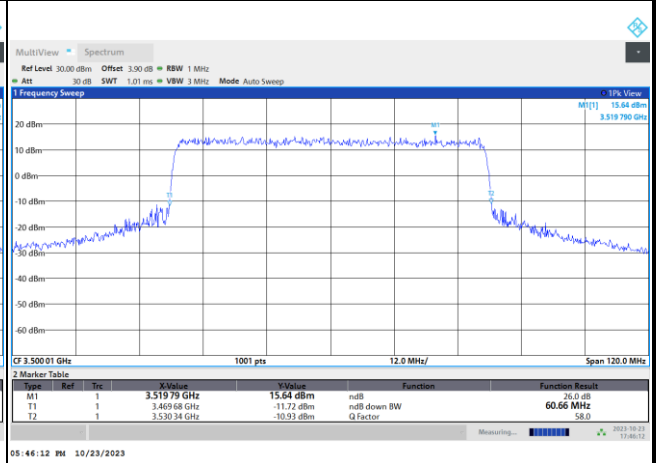 MultiView Spectrum
Ref Level 30.00 dBm Offset 3.90 dB RBW 1 MHz
Att 30 dB SWT 1.01 ms VBW 3 MHz Mode Auto Sweep
1 Frequency Sweep 1Pk View
M1[1] 15.64 dBm
3.519 790 GHz
M1
20 dBm
10 dBm
0 dBm
-10 dBm
-20 dBm
-30 dBm
-40 dBm
-50 dBm
-60 dBm
CF 3.500 01 GHz 1001 pts 12.0 MHz/ Span 120.0 MHz
2 Marker Table
Type Ref Trc X-Value Y-Value Function Function Result
M1 1 3.519 79 GHz 15.64 dBm ndB 26.0 dB
T1 1 3.469 68 GHz -11.72 dBm ndB down BW 60.66 MHz
T2 1 3.530 34 GHz -10.93 dBm Q Factor 58.0
Measuring... 2023-10-23
17:46:12
05:46:12 PM 10/23/2023